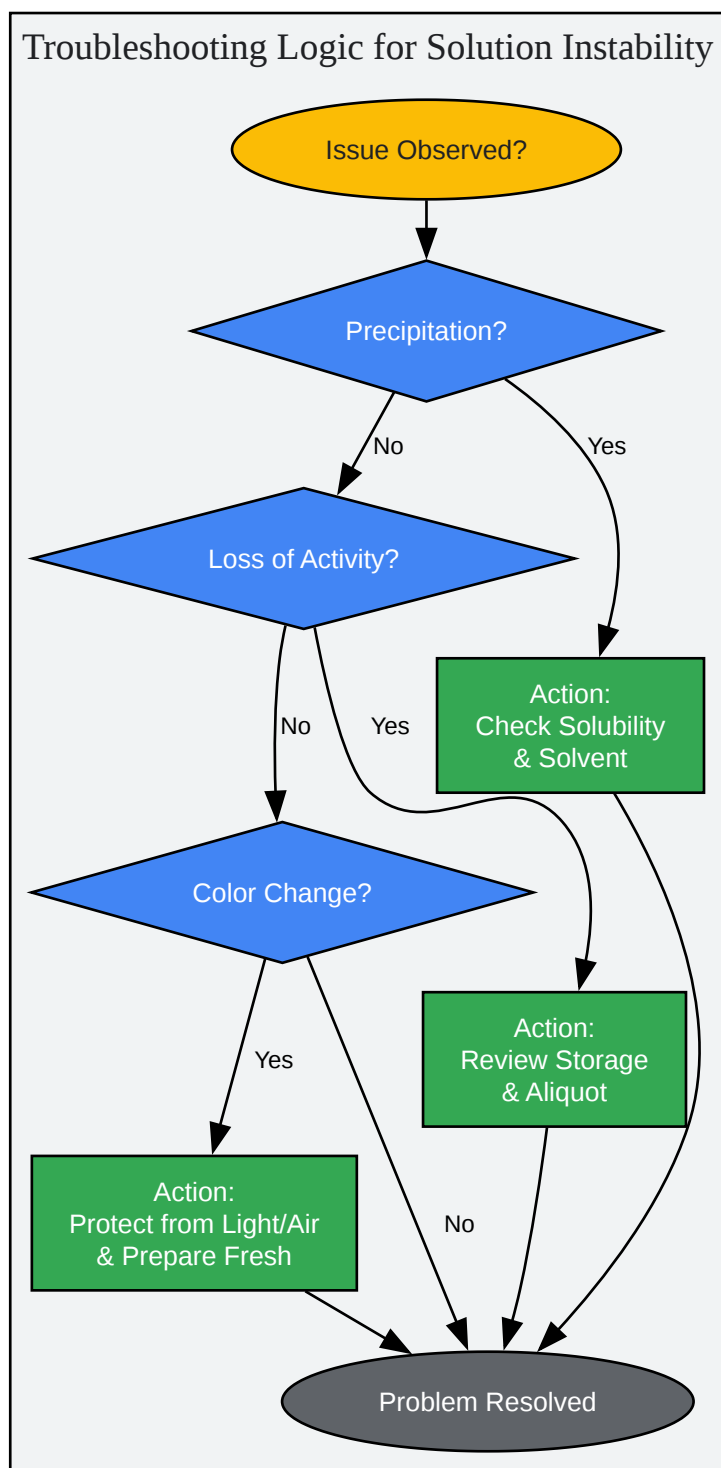 Troubleshooting Logic for Solution Instability
Issue Observed?
Precipitation?
No
Yes
Loss of Activity?
Action:
Check Solubility
& Solvent
No
Yes
Color Change?
Action:
Review Storage
& Aliquot
Yes
Action:
Protect from Light/Air
& Prepare Fresh
No
Problem Resolved